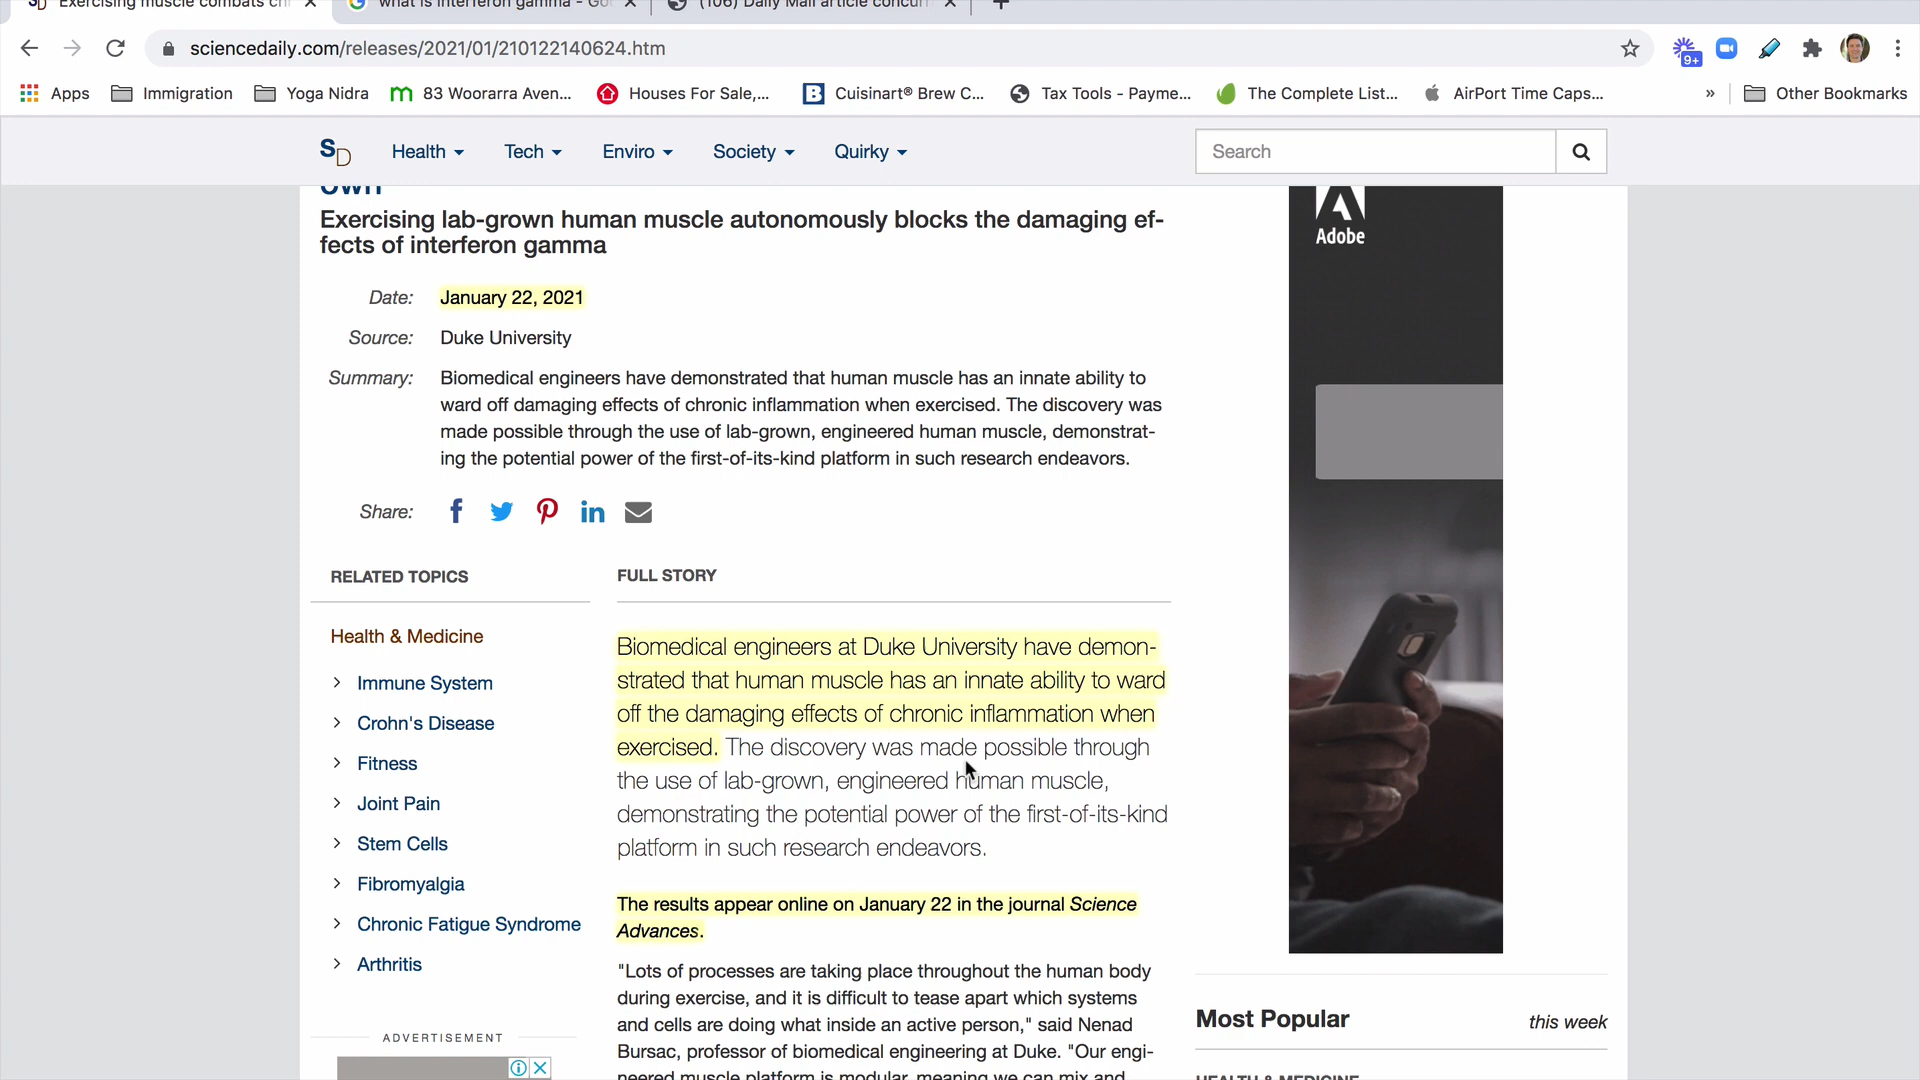 Exercising muscle combats ch
what is interferon gamma - Go
(106) Daily Mail article concur
sciencedaily.com/releases/2021/01/210122140624.htm
9+
Apps
Immigration
Yoga Nidra
83 Woorarra Aven...
Houses For Sale,...
Cuisinart® Brew C...
Tax Tools - Payme...
The Complete List...
AirPort Time Caps...
»
Other Bookmarks
SD
Health
Tech
Enviro
Society
Quirky
Search
own
Exercising lab-grown human muscle autonomously blocks the damaging ef-
fects of interferon gamma
Date:
January 22, 2021
Source:
Duke University
Summary:
Biomedical engineers have demonstrated that human muscle has an innate ability to
ward off damaging effects of chronic inflammation when exercised. The discovery was
made possible through the use of lab-grown, engineered human muscle, demonstrat-
ing the potential power of the first-of-its-kind platform in such research endeavors.
Share:
RELATED TOPICS
Health & Medicine
Immune System
Crohn's Disease
Fitness
Joint Pain
Stem Cells
Fibromyalgia
Chronic Fatigue Syndrome
Arthritis
ADVERTISEMENT
FULL STORY
Biomedical engineers at Duke University have demon-
strated that human muscle has an innate ability to ward
off the damaging effects of chronic inflammation when
exercised. The discovery was made possible through
the use of lab-grown, engineered human muscle,
demonstrating the potential power of the first-of-its-kind
platform in such research endeavors.
The results appear online on January 22 in the journal Science
Advances.
"Lots of processes are taking place throughout the human body
during exercise, and it is difficult to tease apart which systems
and cells are doing what inside an active person," said Nenad
Bursac, professor of biomedical engineering at Duke. "Our engi-
neered muscle platform is modular, meaning we can mix and
Adobe
Most Popular
this week
HEALTH & MEDICINE